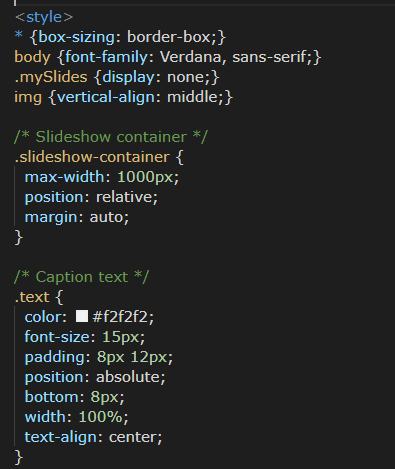 <style>
* {box-sizing: border-box;}
body {font-family: Verdana, sans-serif;}
.mySlides {display: none;}
img {vertical-align: middle;}

/* Slideshow container */
.slideshow-container {
  max-width: 1000px;
  position: relative;
  margin: auto;
}

/* Caption text */
.text {
  color: #f2f2f2;
  font-size: 15px;
  padding: 8px 12px;
  position: absolute;
  bottom: 8px;
  width: 100%;
  text-align: center;
}